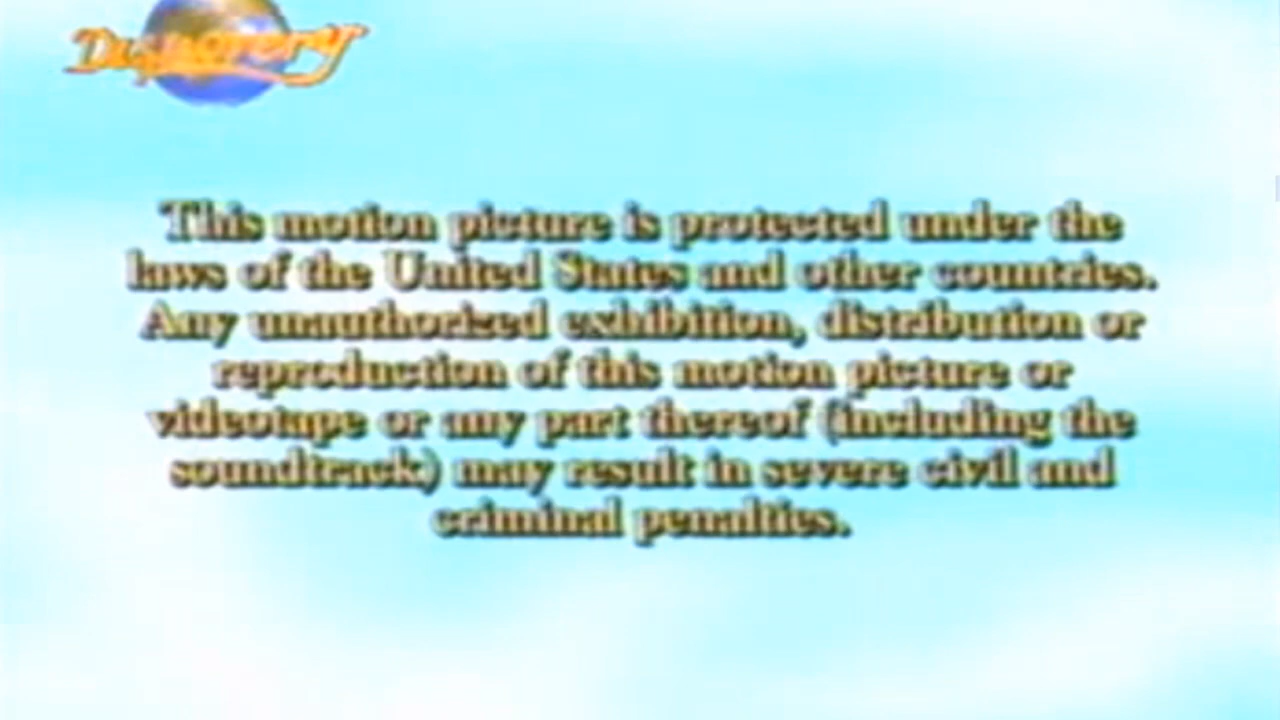 Discovery
This motion picture is protected under the
laws of the United States and other countries.
Any unauthorized exhibition, distribution or
reproduction of this motion picture or
videotape or any part thereof (including the
soundtrack) may result in severe civil and
criminal penalties.